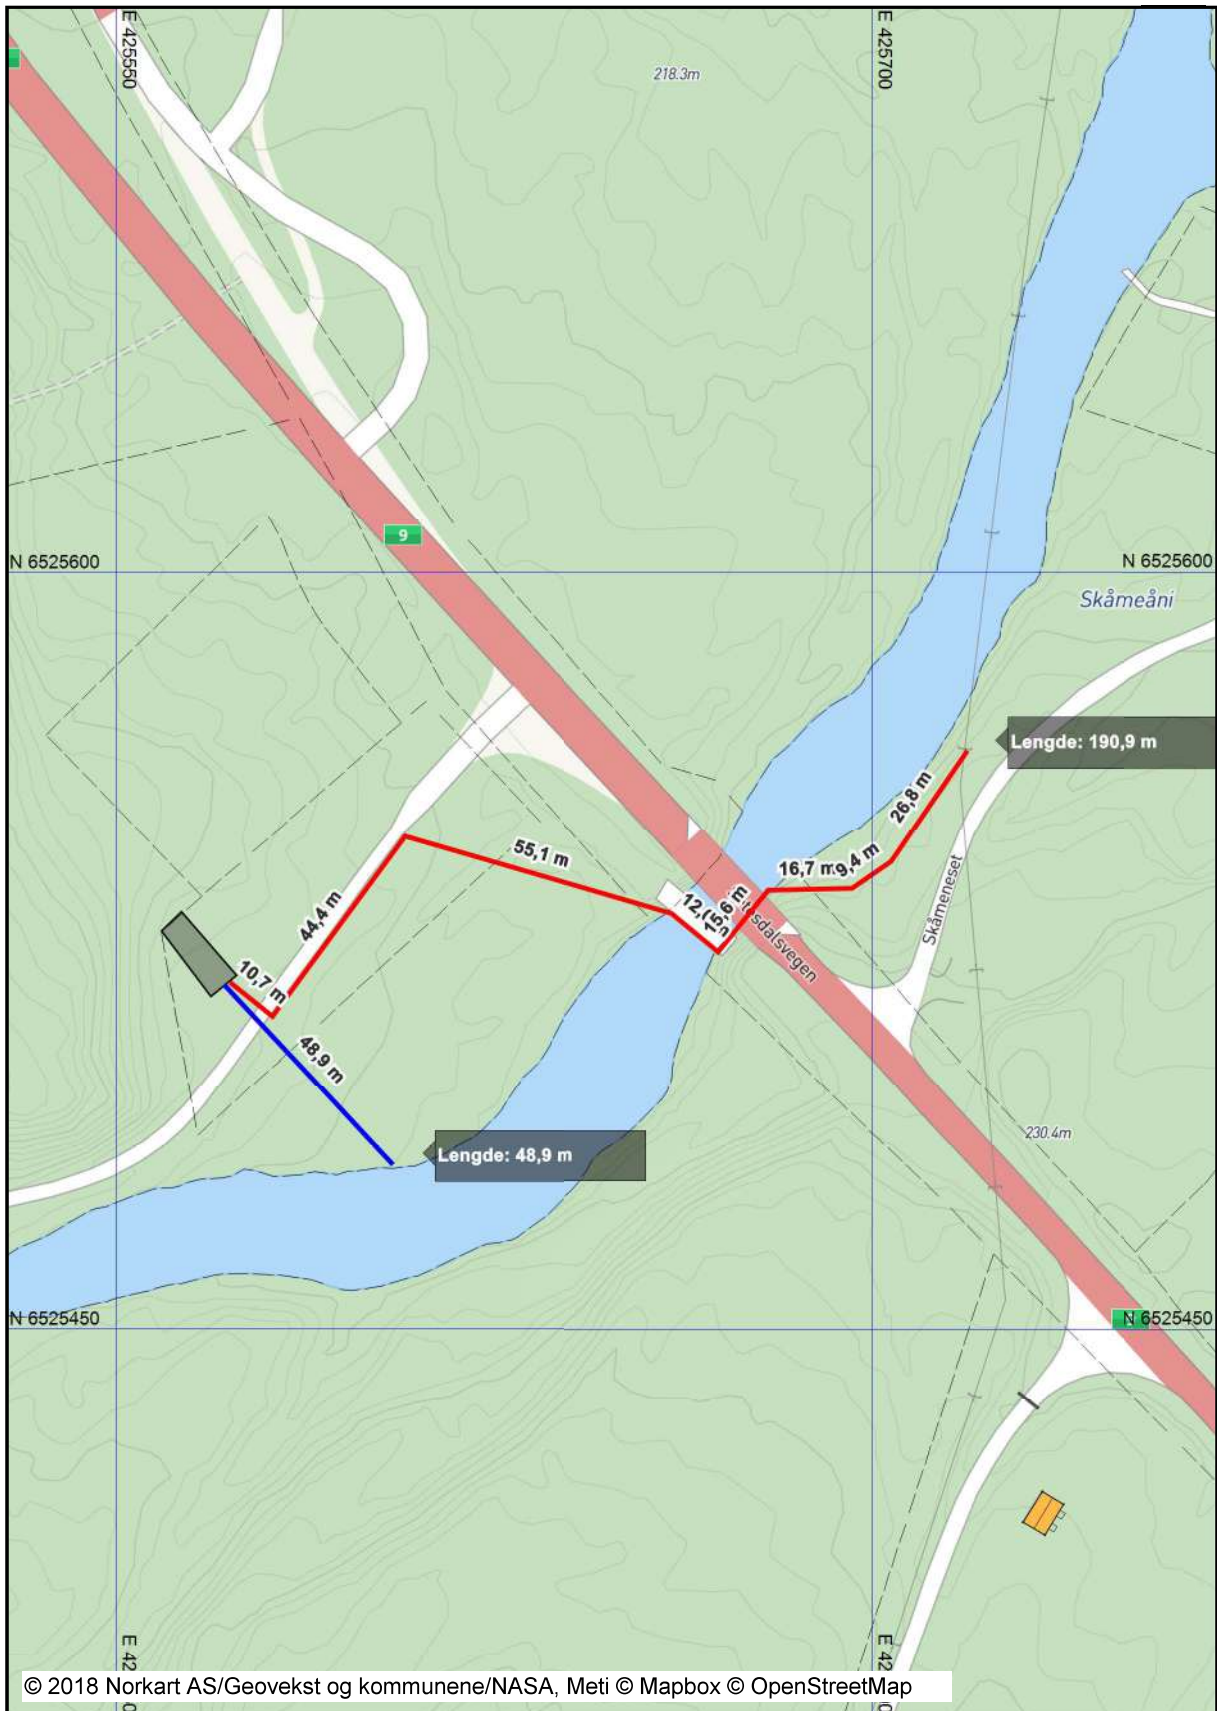 E 425550
E 425700
218.3m
9
N 6525600
N 6525600
Skåmeåni
Lengde: 190,9 m
26,8 m
55,1 m
16,7 m
9,4 m
44,4 m
15,6 m
Skåmeneset
10,7 m
48,9 m
230.4m
Lengde: 48,9 m
N 6525450
N 6525450
© 2018 Norkart AS/Geovekst og kommunene/NASA, Meti © Mapbox © OpenStreetMap